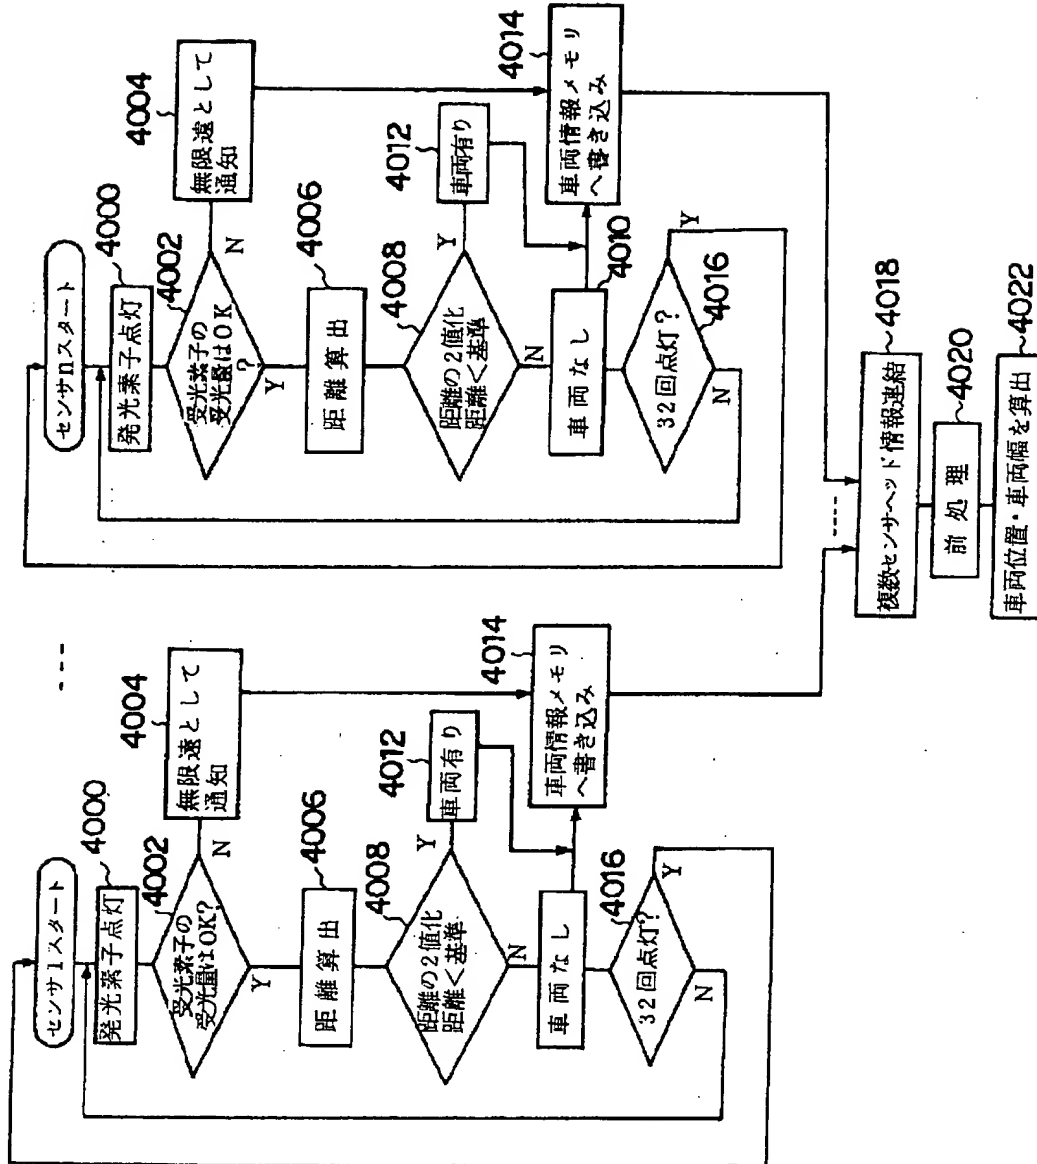 センサ1スタート
発光素子点灯
4000
受光素子の
受光量はOK?
4002
N
Y
無限遠として
通知
4004
距離算出
4006
距離の2値化
距離<基準
4008
Y
N
車両有り
4012
車両なし
車両情報メモリ
へ書き込み
4014
32回点灯?
4016
Y
N
センサnスタート
発光素子点灯
4000
受光素子の
受光量はOK
?
4002
N
Y
無限遠として
通知
4004
距離算出
4006
距離の2値化
距離<基準
4008
Y
N
車両有り
4012
車両なし
4010
車両情報メモリ
へ書き込み
4014
32回点灯?
4016
Y
N
複数センサヘッド情報連結
4018
前処理
4020
車両位置・車両幅を算出
4022